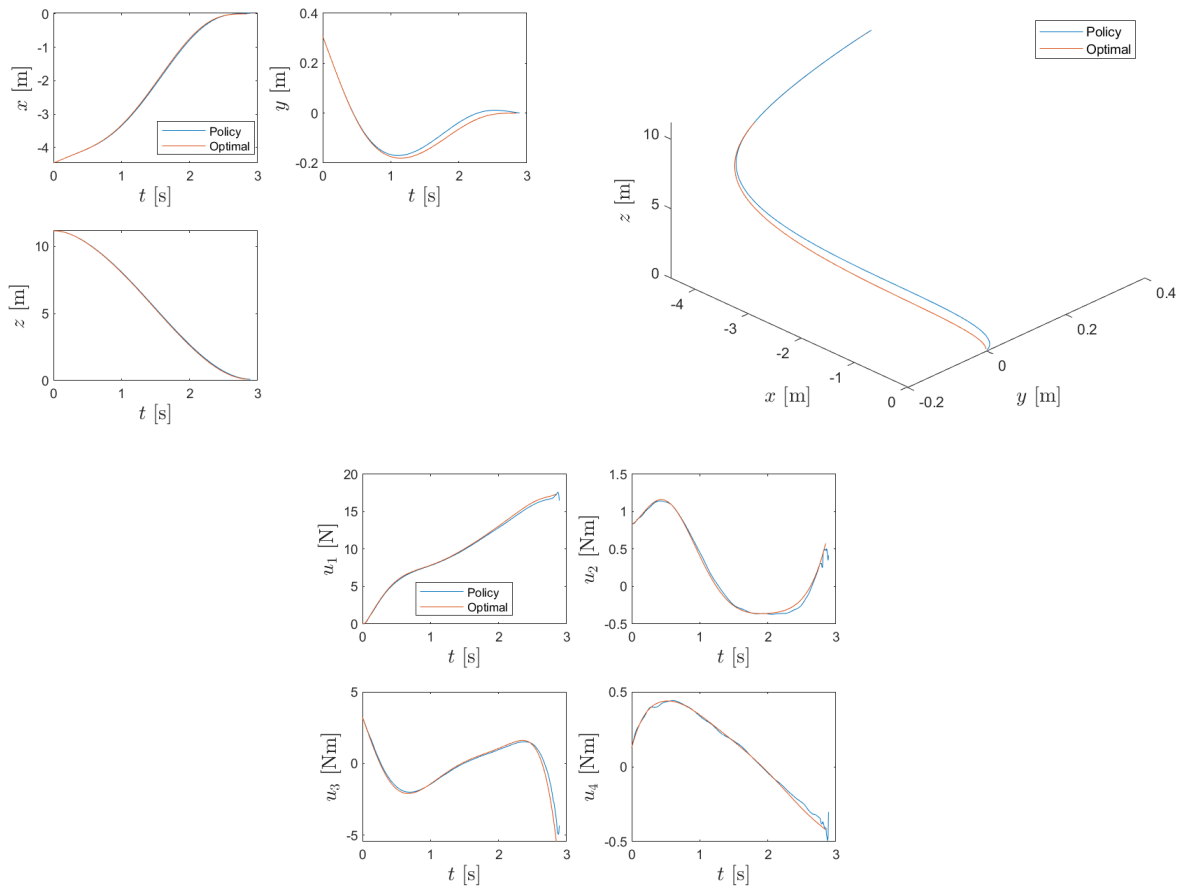 0
-1
-2
-3
-4
x [m]
Policy
Optimal
0 1 2 3
t [s]
0.4
0.2
0
-0.2
y [m]
0 1 2 3
t [s]
10
5
0
z [m]
0 1 2 3
t [s]
Policy
Optimal
10
5
0
z [m]
-4
-3
-2
-1
0
x [m]
-0.2
0
0.2
0.4
y [m]
20
15
10
5
0
u1 [N]
Policy
Optimal
0 1 2 3
t [s]
1.5
1
0.5
0
-0.5
u2 [Nm]
0 1 2 3
t [s]
5
0
-5
u3 [Nm]
0 1 2 3
t [s]
0.5
0
-0.5
u4 [Nm]
0 1 2 3
t [s]